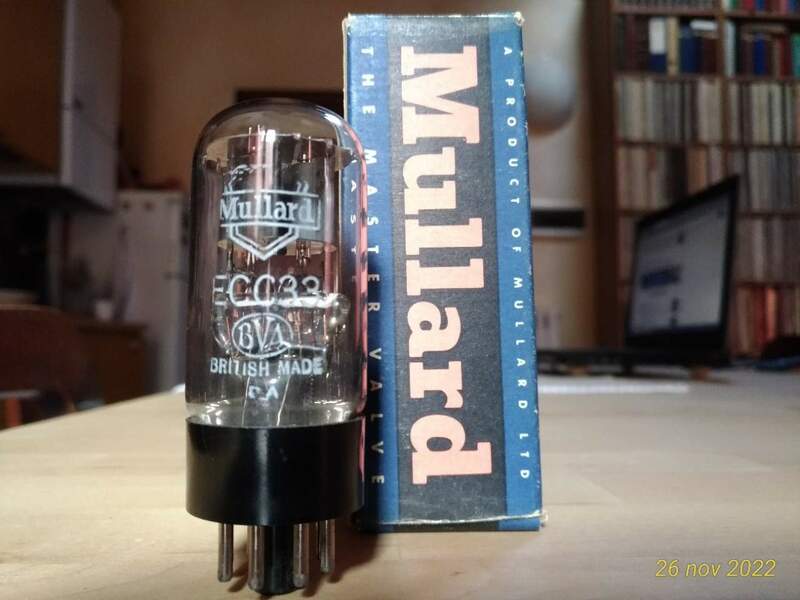 Mullard
ECC33
BVA
BRITISH MADE
THE MASTER VALVE
Mullard
A PRODUCT OF MULLARD LTD
26 nov 2022